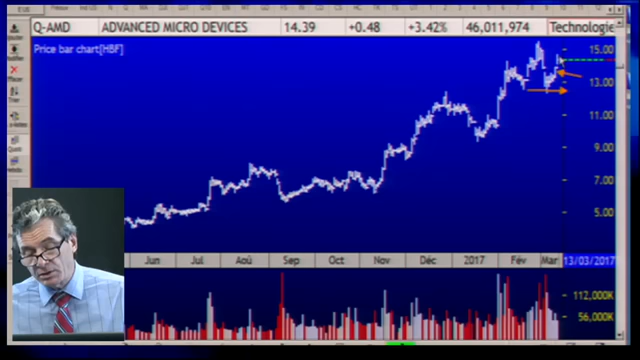 Q-AMD ADVANCED MICRO DEVICES 14.39 +0.48 +3.42% 46,011,974 Technologie
Price bar chart[HBF]
15.00
13.00
11.00
9.00
7.00
5.00
Jun Jul Aoû Sep Oct Nov Déc 2017 Fév Mar 13/03/2017
112,000K
56,000K